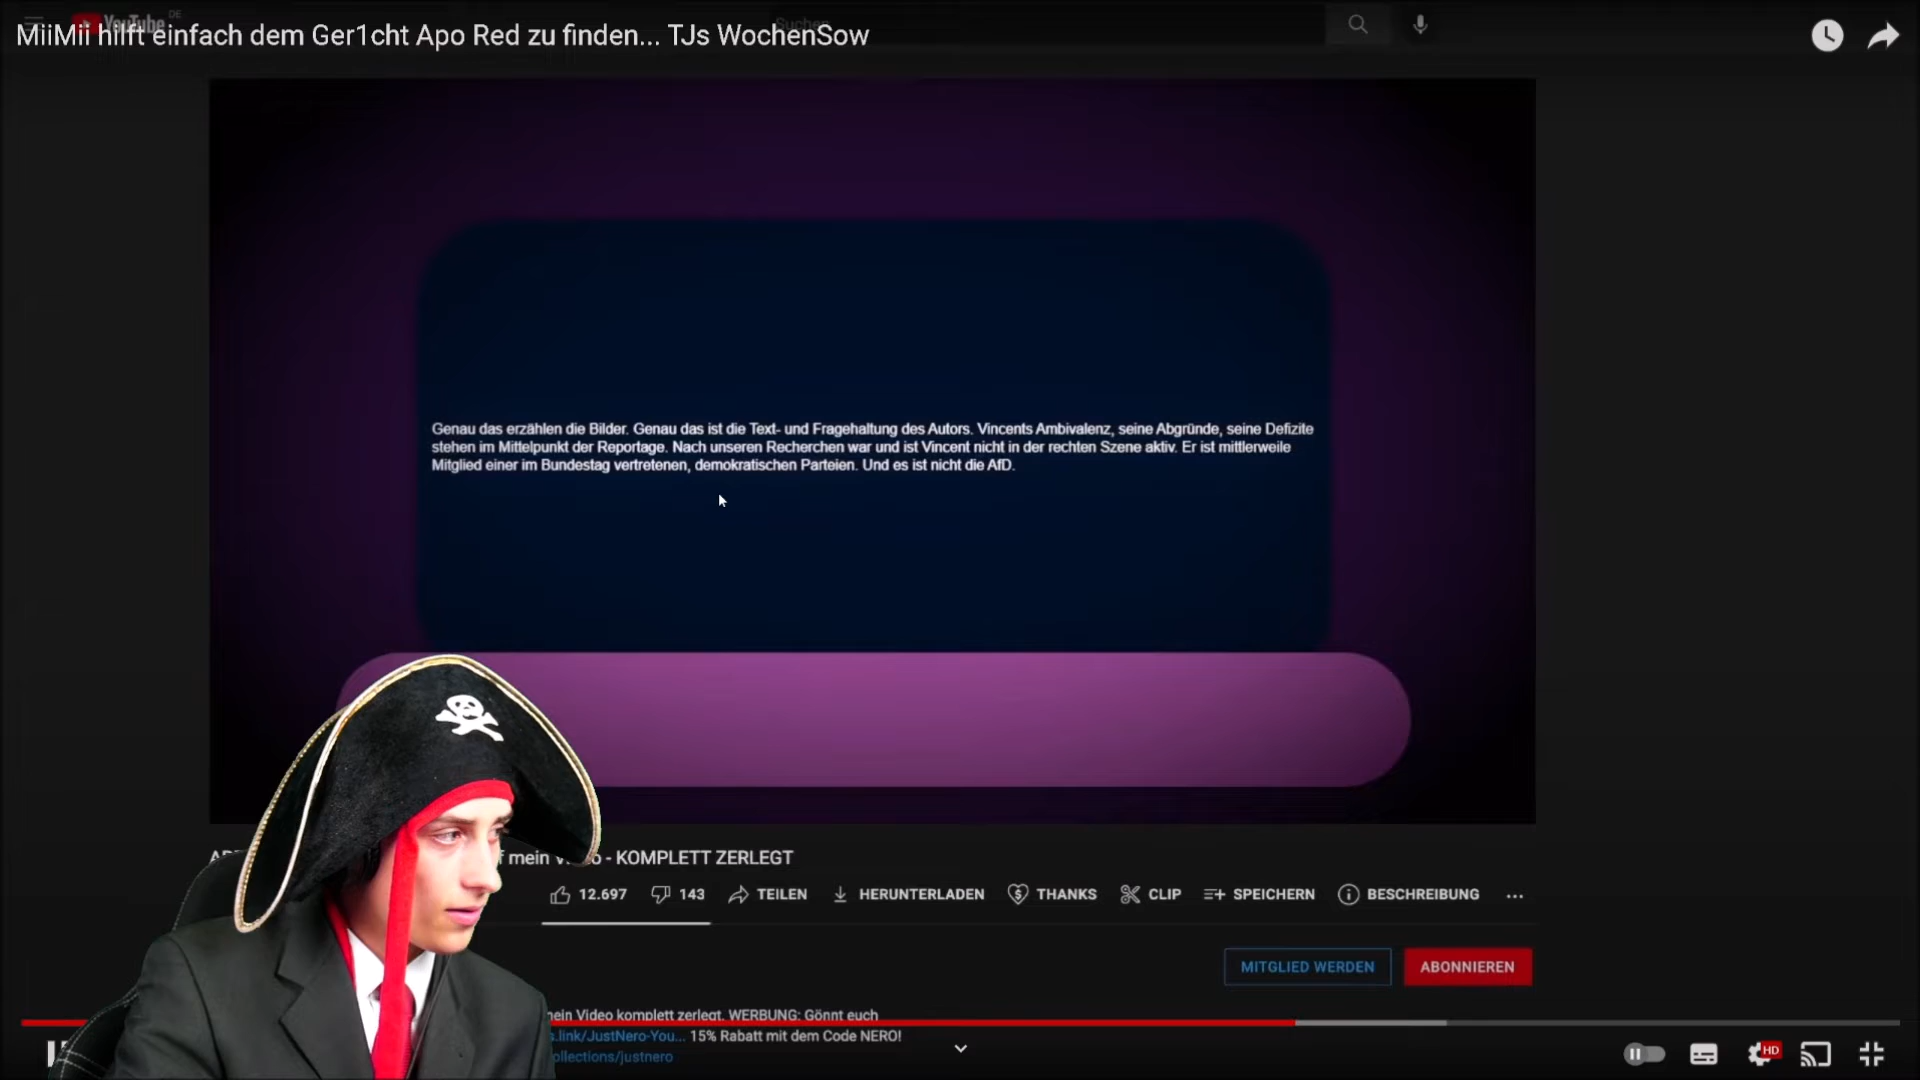 YouTube DE
Suchen
MiiMii hilft einfach dem Ger1cht Apo Red zu finden... TJs WochenSow
Genau das erzählen die Bilder. Genau das ist die Text- und Fragehaltung des Autors. Vincents Ambivalenz, seine Abgründe, seine Defizite
stehen im Mittelpunkt der Reportage. Nach unseren Recherchen war und ist Vincent nicht in der rechten Szene aktiv. Er ist mittlerweile
Mitglied einer im Bundestag vertretenen, demokratischen Parteien. Und es ist nicht die AfD.
mein - KOMPLETT ZERLEGT
12.697 143 TEILEN HERUNTERLADEN THANKS CLIP SPEICHERN BESCHREIBUNG ...
MITGLIED WERDEN ABONNIEREN
mein Video komplett zerlegt. WERBUNG: Gönnt euch
s.link/JustNero-You... 15% Rabatt mit dem Code NERO!
ollections/justnero
HD